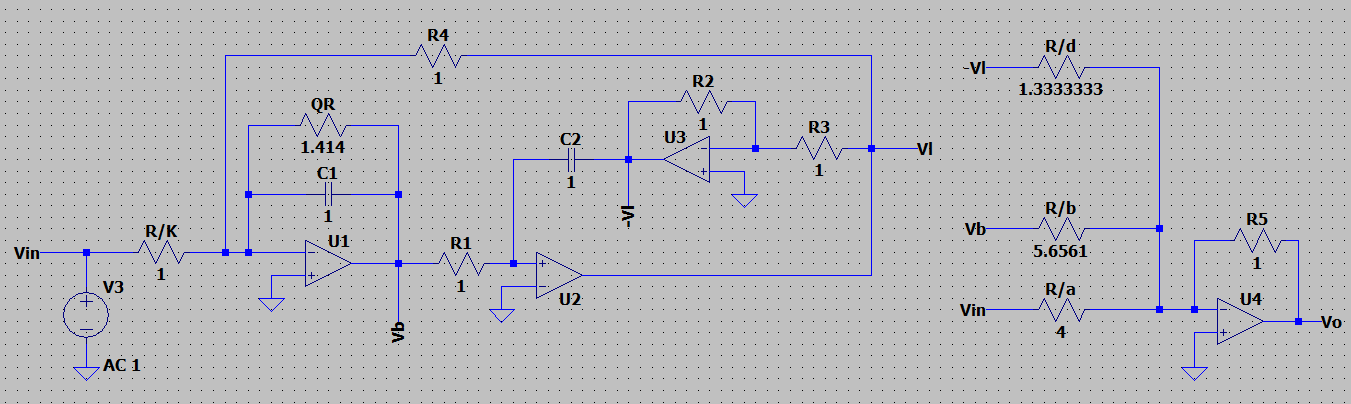 R4
1
-Vl
R/d
1.3333333
QR
1.414
R2
1
C1
1
C2
1
U3
R3
1
Vl
-Vl
Vin
R/K
1
U1
R1
1
U2
Vb
V3
AC 1
Vb
R/b
5.6561
R5
1
Vin
R/a
4
U4
Vo